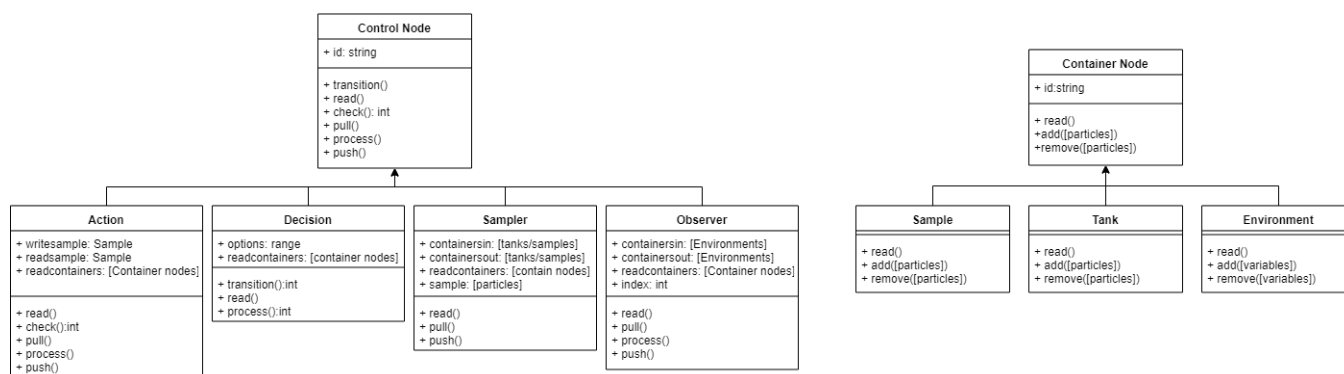 Control Node
+ id: string
+ transition()
+ read()
+ check(): int
+ pull()
+ process()
+ push()
Action
+ writesample: Sample
+ readsample: Sample
+ readcontainers: [Container nodes]
+ read()
+ check():int
+ pull()
+ process()
+ push()
Decision
+ options: range
+ readcontainers: [container nodes]
+ transition():int
+ read()
+ process():int
Sampler
+ containersin: [tanks/samples]
+ containersout: [tanks/samples]
+ readcontainers: [contain nodes]
+ sample: [particles]
+ read()
+ pull()
+ push()
Observer
+ containersin: [Environments]
+ containersout: [Environments]
+ readcontainers: [Container nodes]
+ index: int
+ read()
+ pull()
+ process()
+ push()
Container Node
+ id:string
+ read()
+add([particles])
+remove([particles])
Sample
+ read()
+ add([particles])
+ remove([particles])
Tank
+ read()
+ add([particles])
+ remove([particles])
Environment
+ read()
+ add([variables])
+ remove([variables])